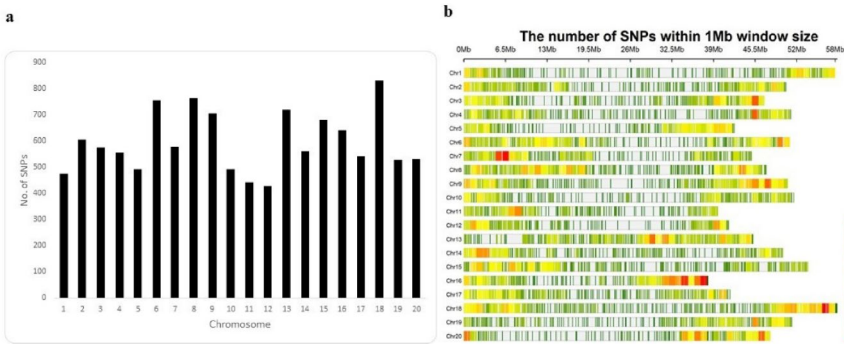 a
900
800
700
600
500
400
300
200
100
0
No. of SNPs
1 2 3 4 5 6 7 8 9 10 11 12 13 14 15 16 17 18 19 20
Chromosome
b
The number of SNPs within 1Mb window size
0Mb 6.5Mb 13Mb 19.5Mb 26Mb 32.5Mb 39Mb 45.5Mb 52Mb 58Mb
Chr1
Chr2
Chr3
Chr4
Chr5
Chr6
Chr7
Chr8
Chr9
Chr10
Chr11
Chr12
Chr13
Chr14
Chr15
Chr16
Chr17
Chr18
Chr19
Chr20